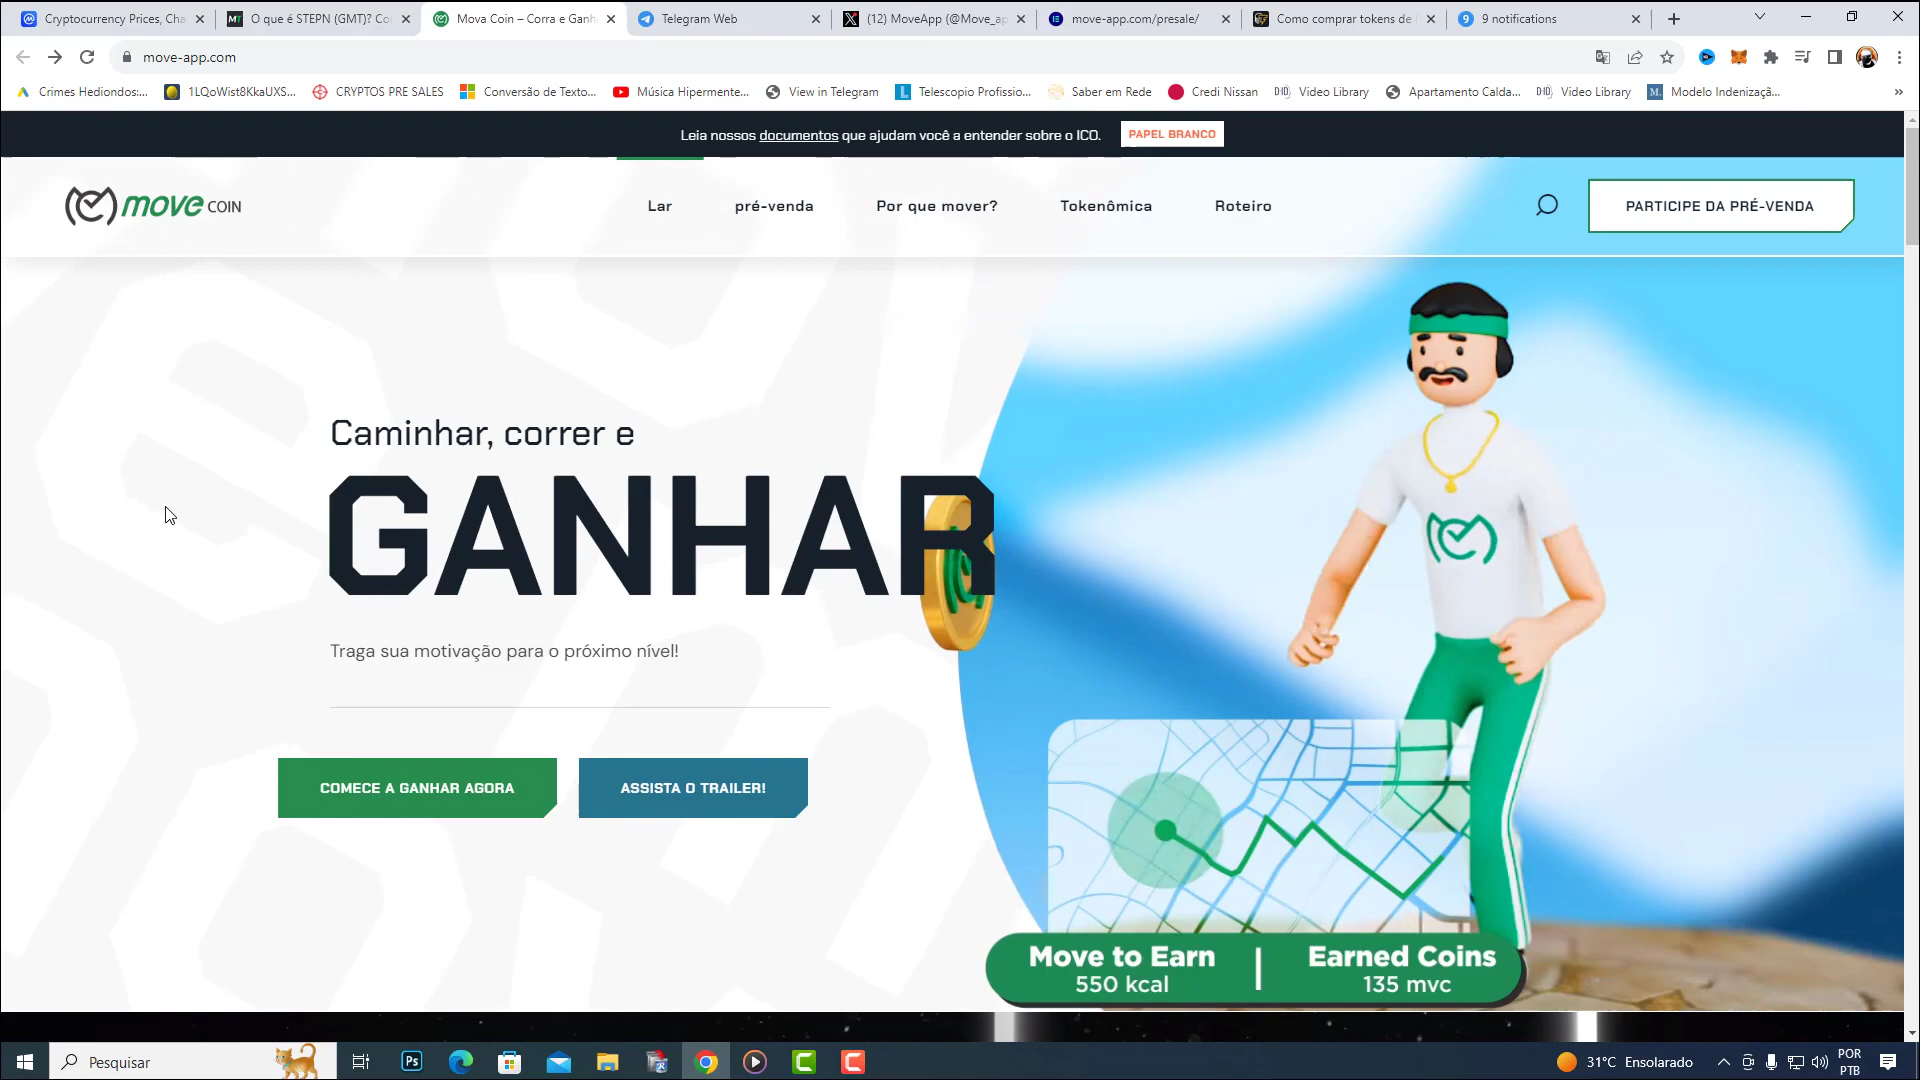 Cryptocurrency Prices, Cha
O que é STEPN (GMT)? Co
Mova Coin – Corra e Ganh
Telegram Web
(12) MoveApp (@Move_ap
move-app.com/presale/
Como comprar tokens de
9
9 notifications
move-app.com
Crimes Hediondos:...
1LQoWist8KkaUXS...
CRYPTOS PRE SALES
Conversão de Texto...
Música Hipermente...
View in Telegram
Telescopio Profissio...
Saber em Rede
Credi Nissan
Video Library
Apartamento Calda...
Video Library
Modelo Indenizaçã...
»
Leia nossos documentos que ajudam você a entender sobre o ICO.
PAPEL BRANCO
move COIN
Lar
pré-venda
Por que mover?
Tokenômica
Roteiro
PARTICIPE DA PRÉ-VENDA
Caminhar, correr e
GANHAR
Traga sua motivação para o próximo nível!
COMECE A GANHAR AGORA
ASSISTA O TRAILER!
Move to Earn
550 kcal
Earned Coins
135 mvc
Pesquisar
Ps
31°C Ensolarado
POR
PTB